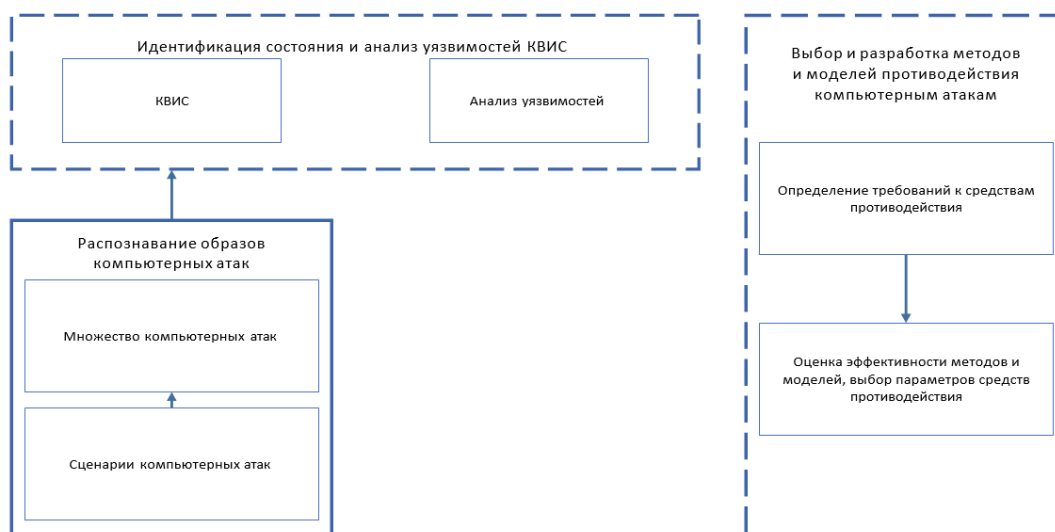 Идентификация состояния и анализ уязвимостей КВИС
КВИС
Анализ уязвимостей
Распознавание образов
компьютерных атак
Множество компьютерных атак
Сценарии компьютерных атак
Выбор и разработка методов
и моделей противодействия
компьютерным атакам
Определение требований к средствам
противодействия
Оценка эффективности методов и
моделей, выбор параметров средств
противодействия